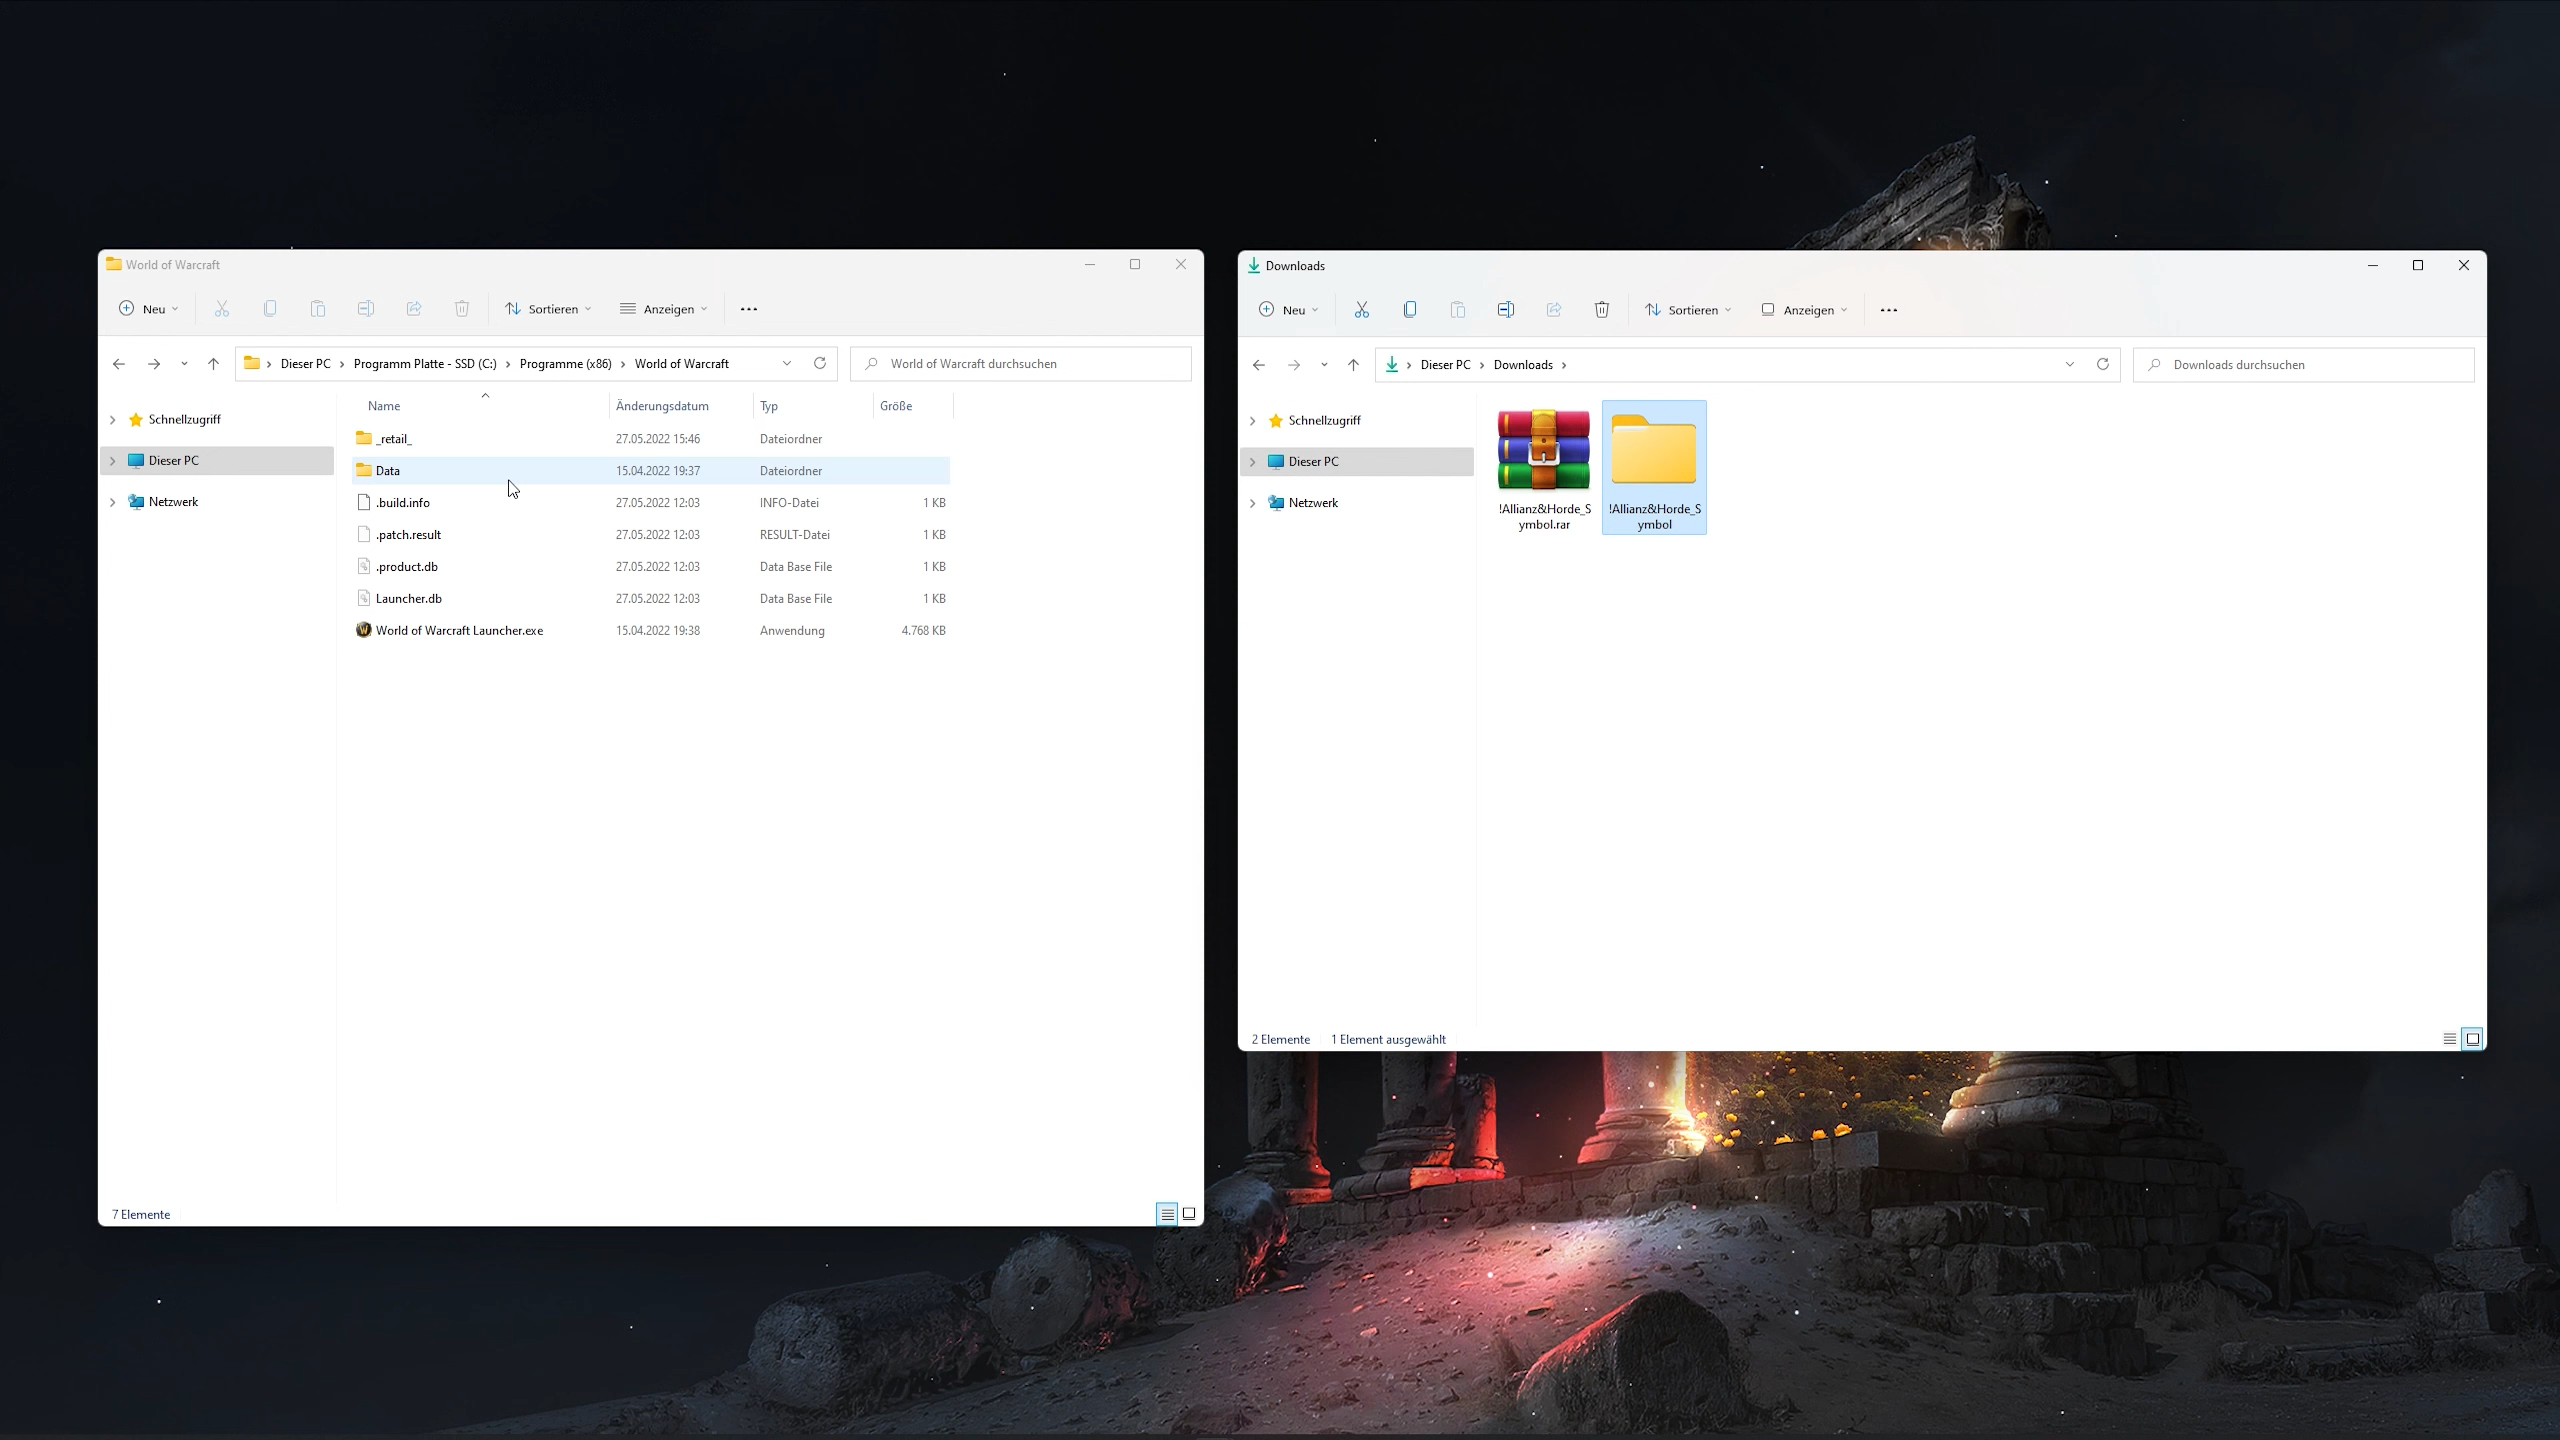 World of Warcraft
Neu
Sortieren
Anzeigen
Dieser PC
Programm Platte - SSD (C:)
Programme (x86)
World of Warcraft
World of Warcraft durchsuchen
Schnellzugriff
Dieser PC
Netzwerk
Name Änderungsdatum Typ Größe
_retail_ 27.05.2022 15:46 Dateiordner
Data 15.04.2022 19:37 Dateiordner
.build.info 27.05.2022 12:03 INFO-Datei 1 KB
.patch.result 27.05.2022 12:03 RESULT-Datei 1 KB
.product.db 27.05.2022 12:03 Data Base File 1 KB
Launcher.db 27.05.2022 12:03 Data Base File 1 KB
World of Warcraft Launcher.exe 15.04.2022 19:38 Anwendung 4.768 KB
7 Elemente
Downloads
Neu
Sortieren
Anzeigen
Dieser PC
Downloads
Downloads durchsuchen
Schnellzugriff
Dieser PC
Netzwerk
!Allianz&Horde_S
ymbol.rar
!Allianz&Horde_S
ymbol
2 Elemente
1 Element ausgewählt